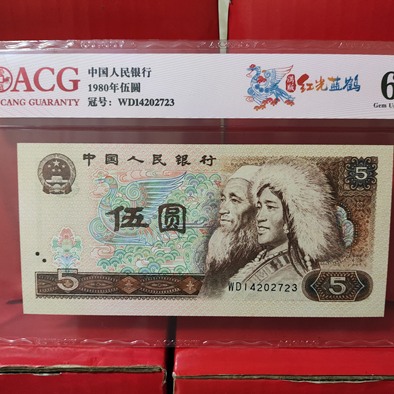 ACG
CANG GUARANTY
中国人民银行
1980年伍圆
冠号: WD14202723
红光蓝鹤
6
Gem U
中国人民银行
5
伍圆
5
5
WD14202723